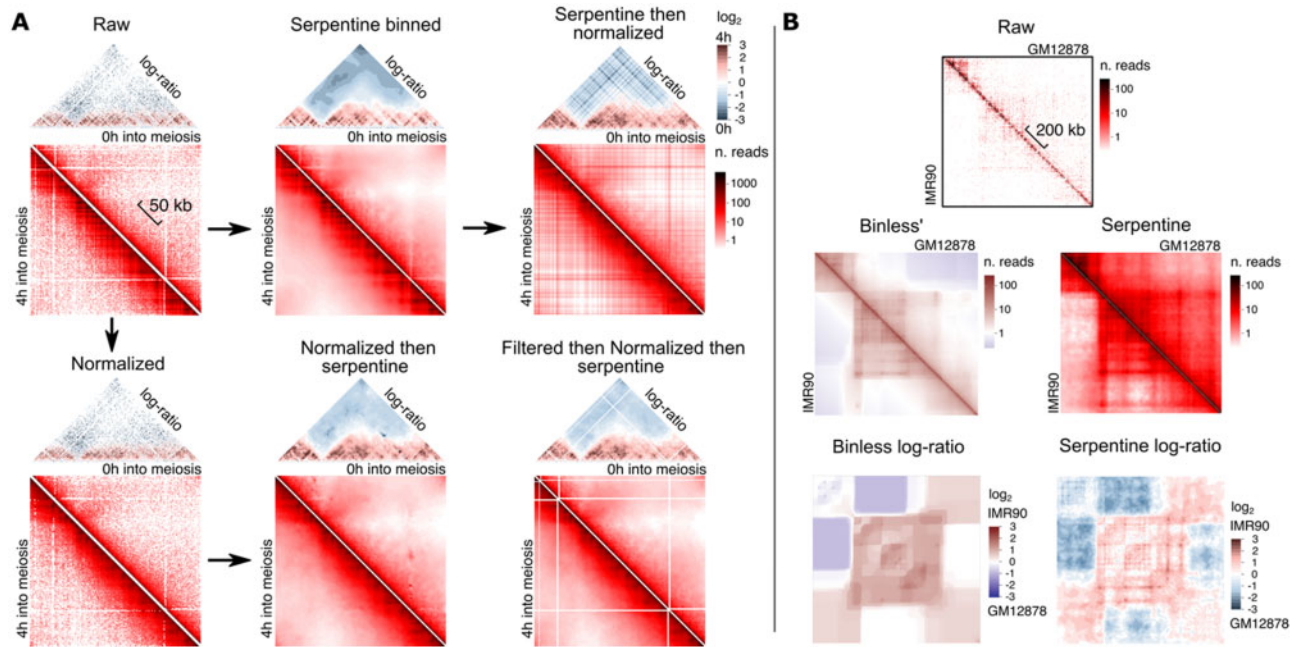 A
Raw
log-ratio
0h into meiosis
4h into meiosis
50 kb
Serpentine binned
log-ratio
0h into meiosis
4h into meiosis
Serpentine then
normalized
log-ratio
0h into meiosis
4h into meiosis
log₂
4h
3
2
1
0
-1
-2
-3
0h
n. reads
1000
100
10
1
Normalized
log-ratio
0h into meiosis
4h into meiosis
Normalized then
serpentine
log-ratio
0h into meiosis
4h into meiosis
Filtered then Normalized then
serpentine
log-ratio
0h into meiosis
4h into meiosis
B
Raw
GM12878
IMR90
200 kb
n. reads
100
10
1
Binless'
GM12878
IMR90
n. reads
100
10
1
Serpentine
GM12878
IMR90
n. reads
100
10
1
Binless log-ratio
log₂
IMR90
3
2
1
0
-1
-2
-3
GM12878
Serpentine log-ratio
log₂
IMR90
3
2
1
0
-1
-2
-3
GM12878